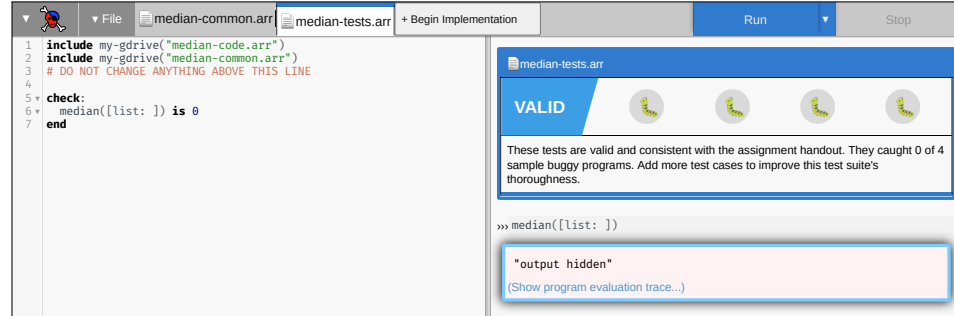 ▾ File
median-common.arr
median-tests.arr
+ Begin Implementation
Run
Stop
1 include my-gdrive("median-code.arr")
2 include my-gdrive("median-common.arr")
3 # DO NOT CHANGE ANYTHING ABOVE THIS LINE
4
5 check:
6 median([list: ]) is 0
7 end
median-tests.arr
VALID
These tests are valid and consistent with the assignment handout. They caught 0 of 4
sample buggy programs. Add more test cases to improve this test suite's
thoroughness.
››› median([list: ])
"output hidden"
(Show program evaluation trace...)